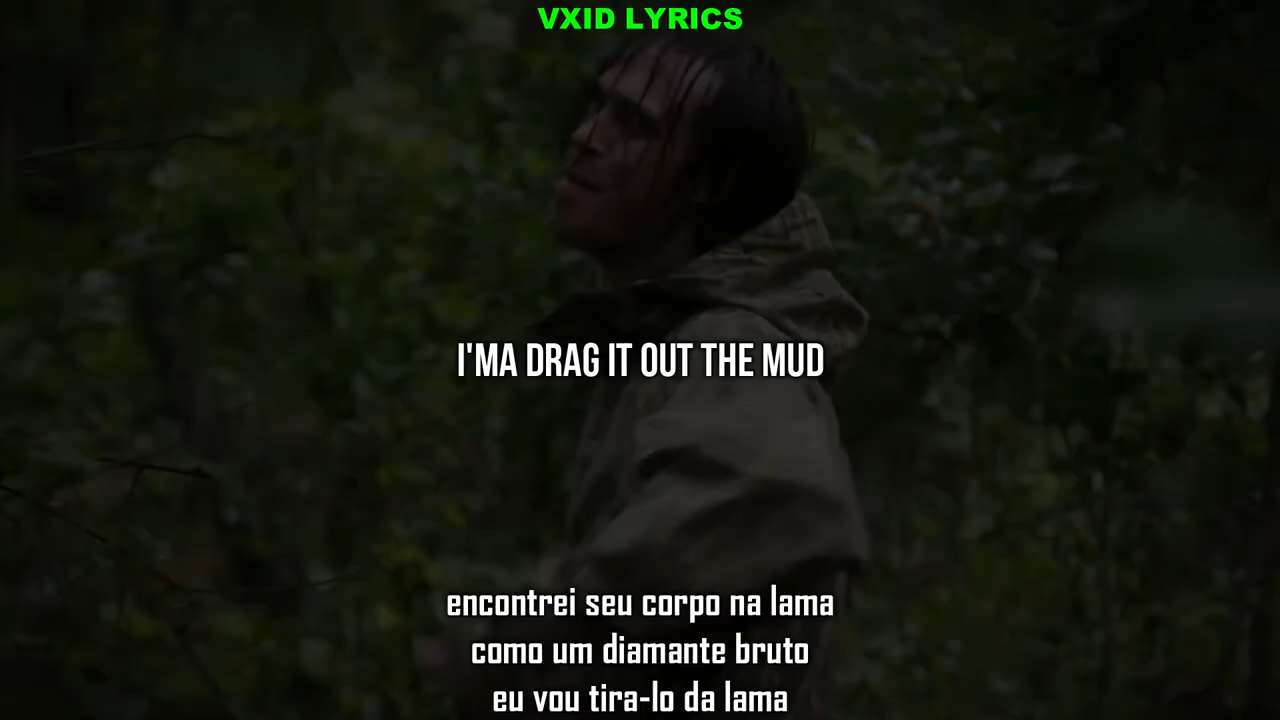 VXID LYRICS
I'MA DRAG IT OUT THE MUD
encontrei seu corpo na lama
como um diamante bruto
eu vou tira-lo da lama